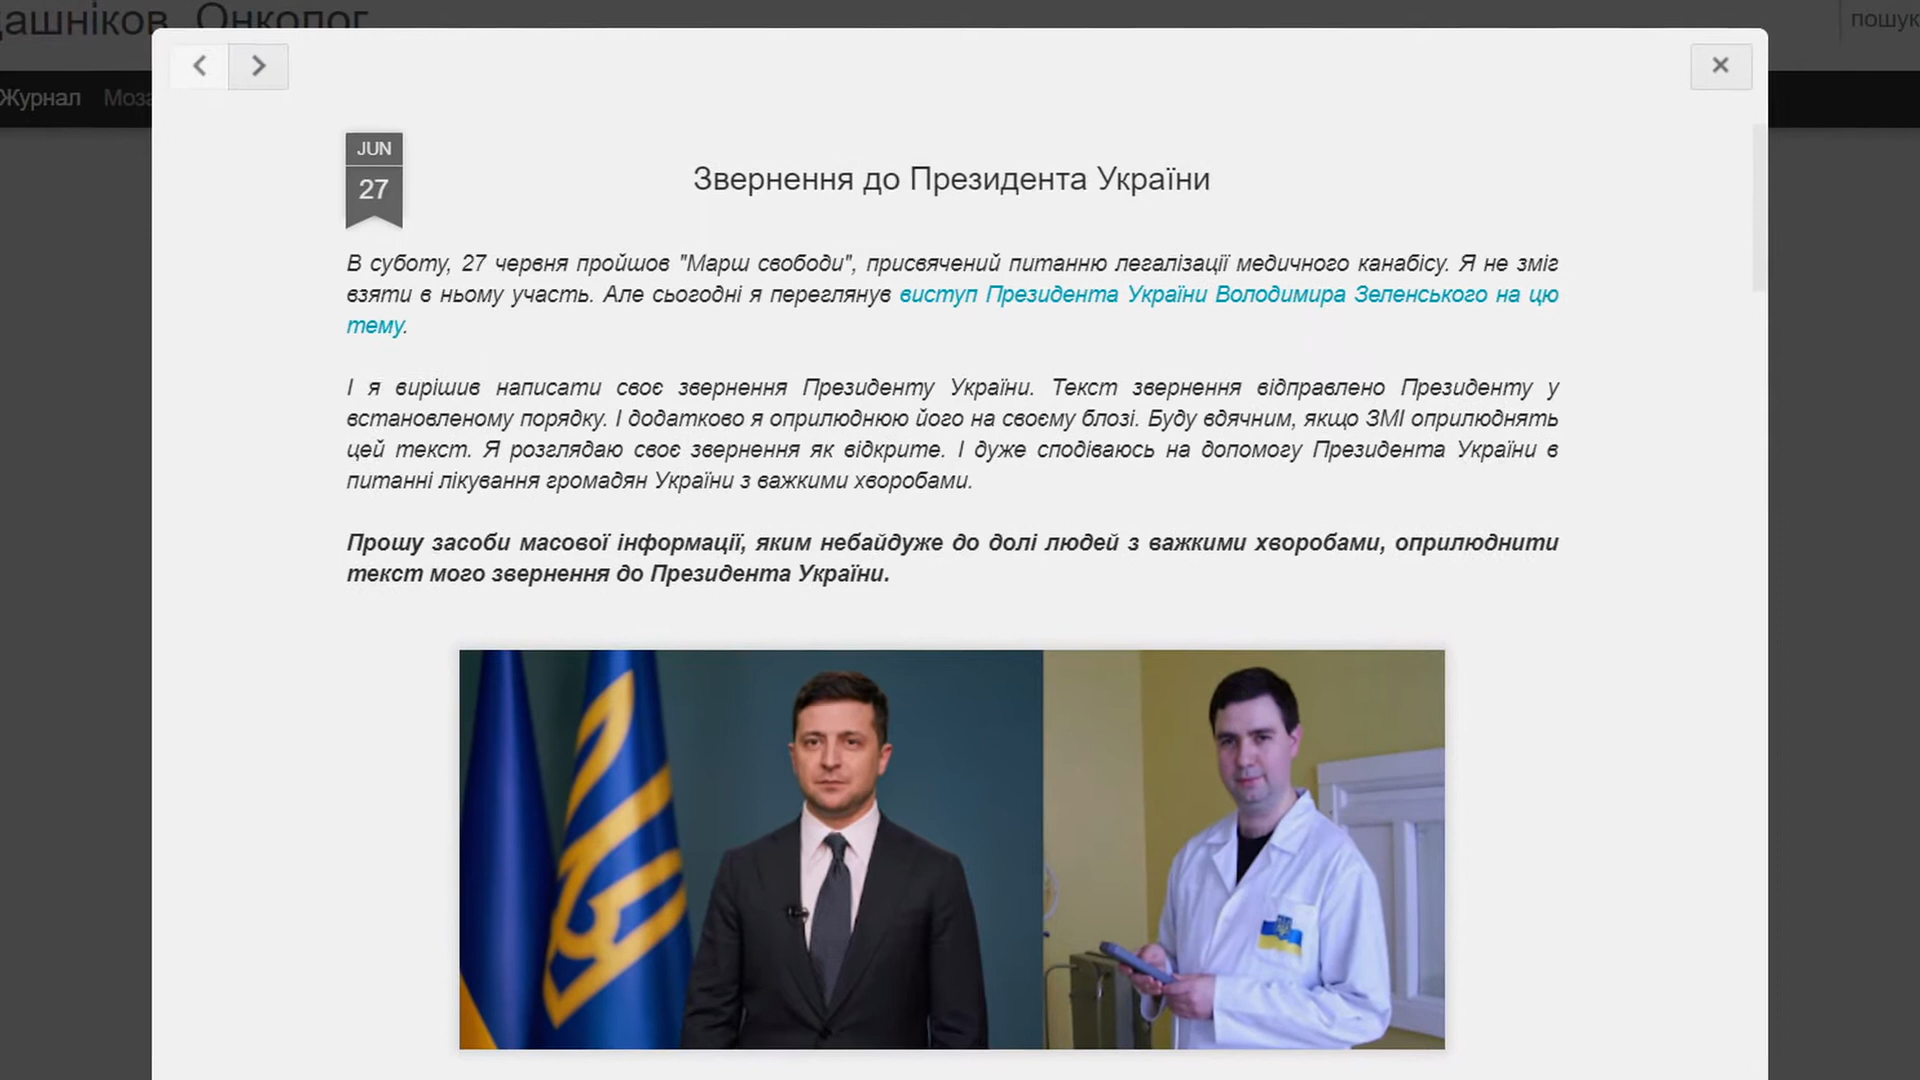 Онколог
пошук
Журнал
JUN
27
Звернення до Президента України
В суботу, 27 червня пройшов "Марш свободи", присвячений питанню легалізації медичного канабісу. Я не зміг
взяти в ньому участь. Але сьогодні я переглянув виступ Президента України Володимира Зеленського на цю
тему.
І я вирішив написати своє звернення Президенту України. Текст звернення відправлено Президенту у
встановленому порядку. І додатково я оприлюднюю його на своєму блозі. Буду вдячним, якщо ЗМІ оприлюднять
цей текст. Я розглядаю своє звернення як відкрите. І дуже сподіваюсь на допомогу Президента України в
питанні лікування громадян України з важкими хворобами.
Прошу засоби масової інформації, яким небайдуже до долі людей з важкими хворобами, оприлюднити
текст мого звернення до Президента України.